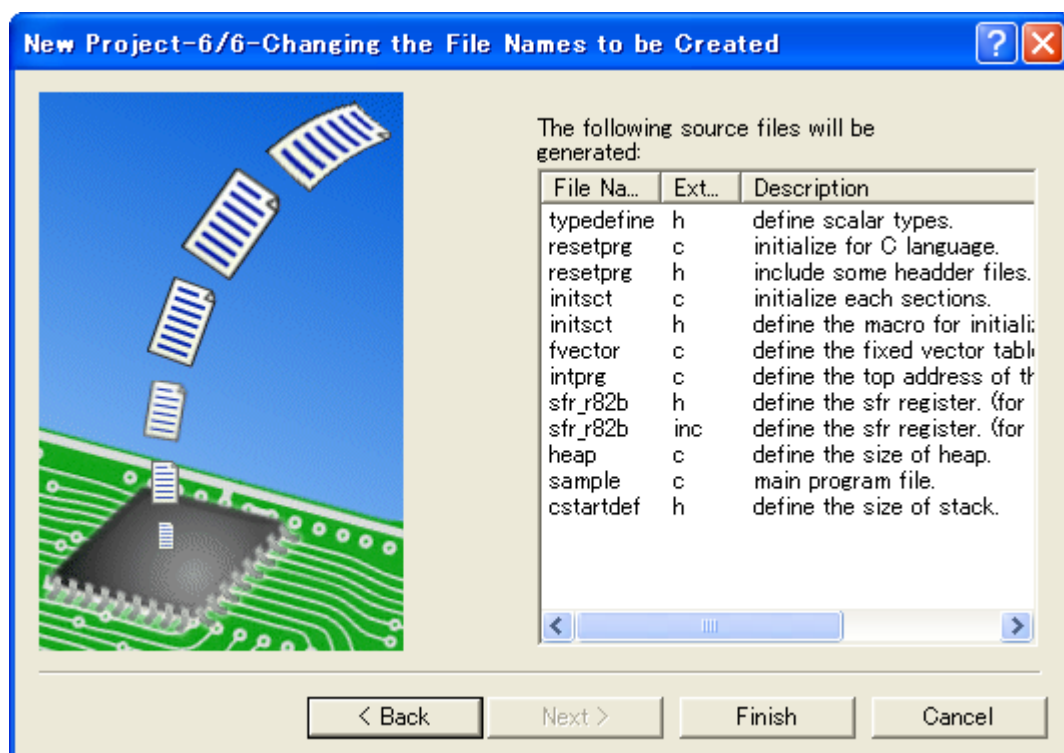 New Project-6/6-Changing the File Names to be Created
The following source files will be
generated:
File Na... Ext... Description
typedefine h define scalar types.
resetprg c initialize for C language.
resetprg h include some headder files.
initsct c initialize each sections.
initsct h define the macro for initiali
fvector c define the fixed vector tabl
intprg c define the top address of th
sfr_r82b h define the sfr register. (for
sfr_r82b inc define the sfr register. (for
heap c define the size of heap.
sample c main program file.
cstartdef h define the size of stack.
< Back Next > Finish Cancel